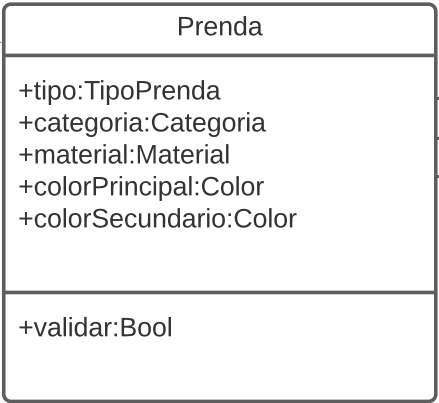 Prenda
+tipo:TipoPrenda
+categoria:Categoria
+material:Material
+colorPrincipal:Color
+colorSecundario:Color
+validar:Bool